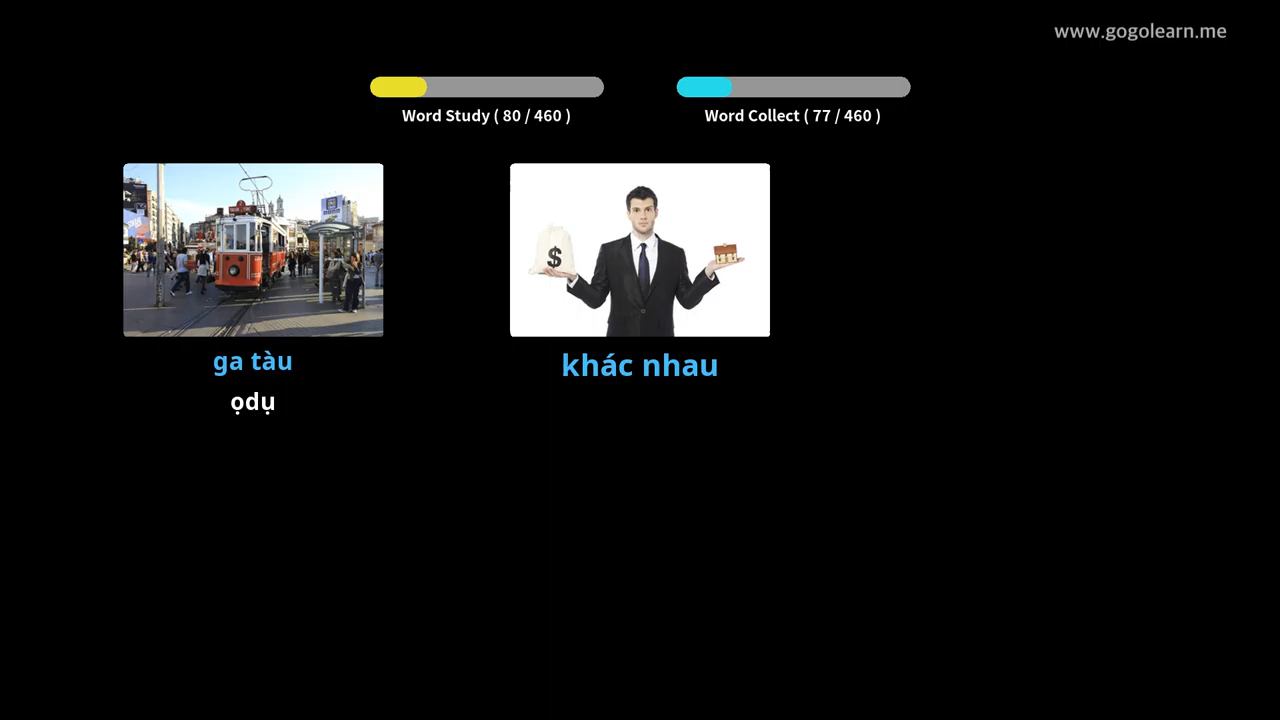 www.gogolearn.me
Word Study ( 80 / 460 )
Word Collect ( 77 / 460 )
$
ga tàu
khác nhau
ọdụ